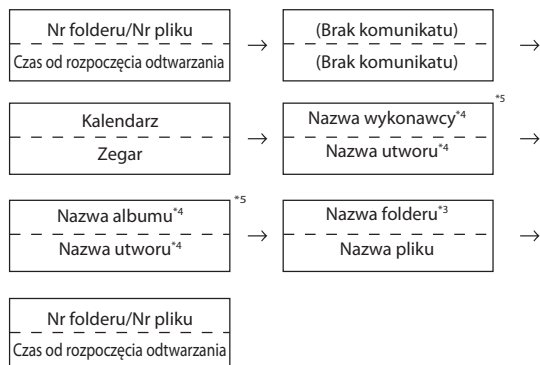 Nr folderu/Nr pliku
Czas od rozpoczęcia odtwarzania
→
(Brak komunikatu)
(Brak komunikatu)
→
Kalendarz
Zegar
→
Nazwa wykonawcy*4
Nazwa utworu*4
*5
→
Nazwa albumu*4
Nazwa utworu*4
*5
→
Nazwa folderu*3
Nazwa pliku
→
Nr folderu/Nr pliku
Czas od rozpoczęcia odtwarzania